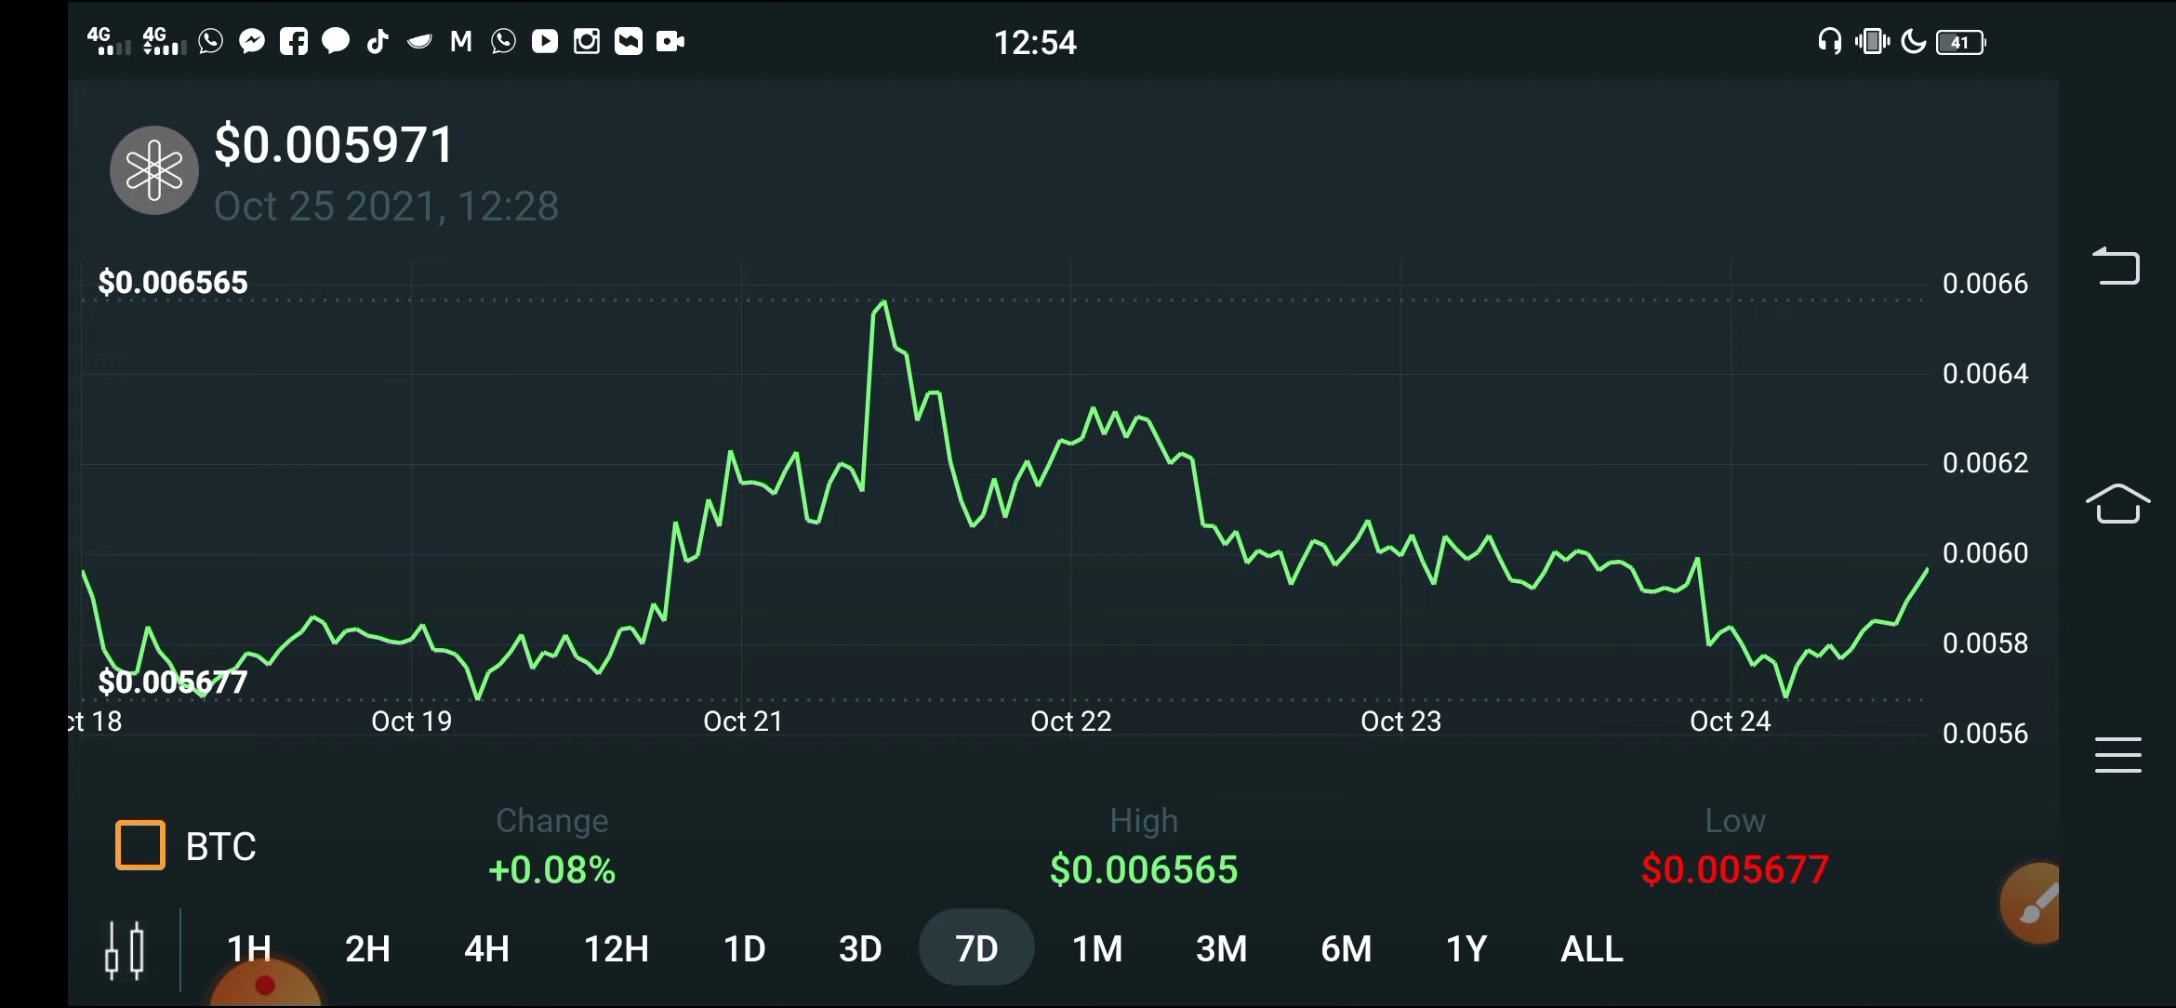 4G 4G M 12:54 41
$0.005971
Oct 25 2021, 12:28
$0.006565
0.0066
0.0064
0.0062
0.0060
0.0058
$0.005677
ct 18 Oct 19 Oct 21 Oct 22 Oct 23 Oct 24
0.0056
Change High Low
BTC +0.08% $0.006565 $0.005677
1H 2H 4H 12H 1D 3D 7D 1M 3M 6M 1Y ALL